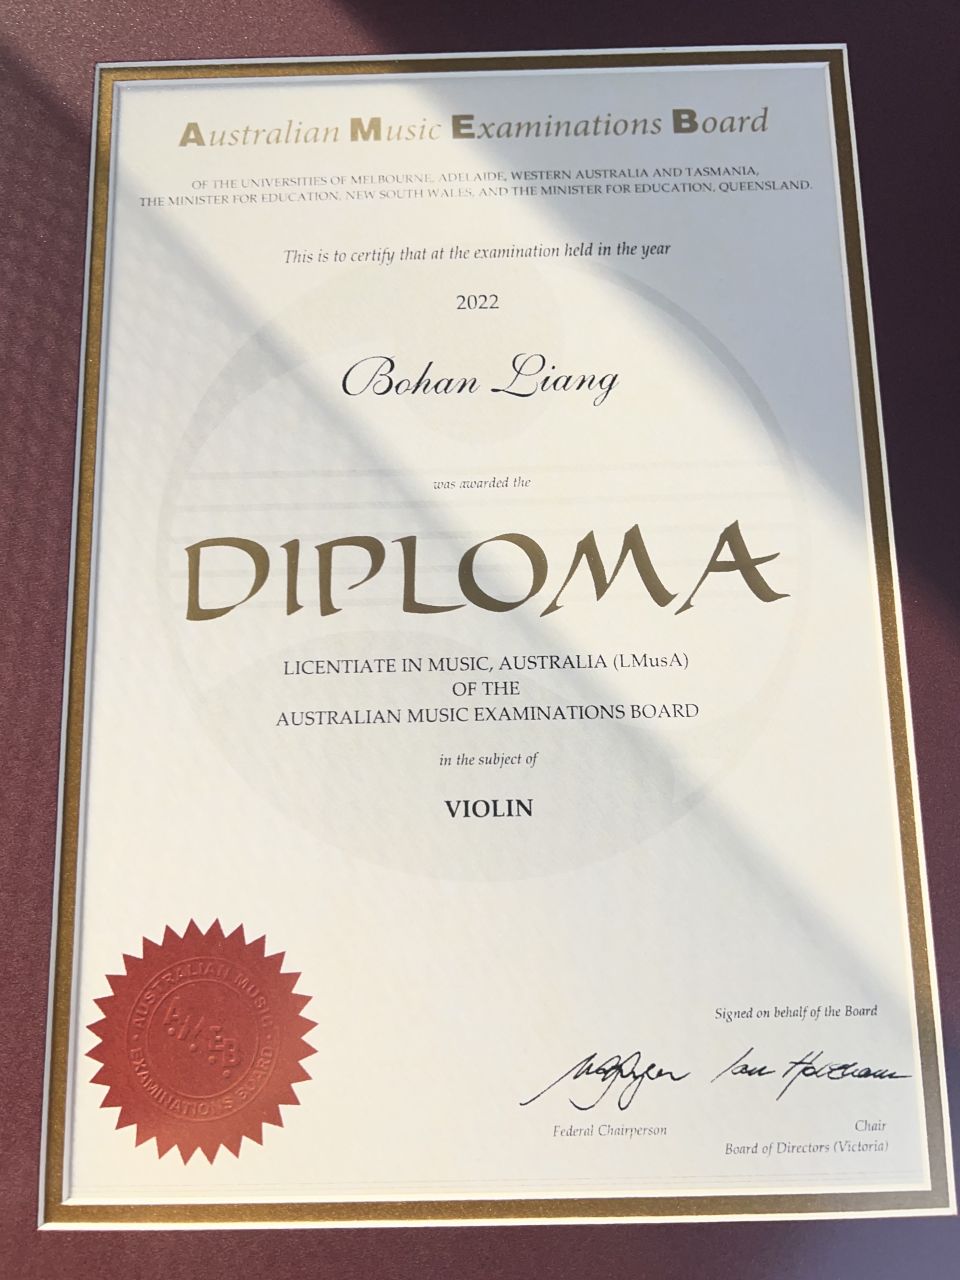 Australian Music Examinations Board
OF THE UNIVERSITIES OF MELBOURNE, ADELAIDE, WESTERN AUSTRALIA AND TASMANIA,
THE MINISTER FOR EDUCATION, NEW SOUTH WALES, AND THE MINISTER FOR EDUCATION, QUEENSLAND.
This is to certify that at the examination held in the year
2022
Bohan Liang
was awarded the
DIPLOMA
LICENTIATE IN MUSIC, AUSTRALIA (LMusA)
OF THE
AUSTRALIAN MUSIC EXAMINATIONS BOARD
in the subject of
VIOLIN
AUSTRALIAN MUSIC
AMEB
EXAMINATIONS BOARD
Signed on behalf of the Board
Federal Chairperson
Chair
Board of Directors (Victoria)